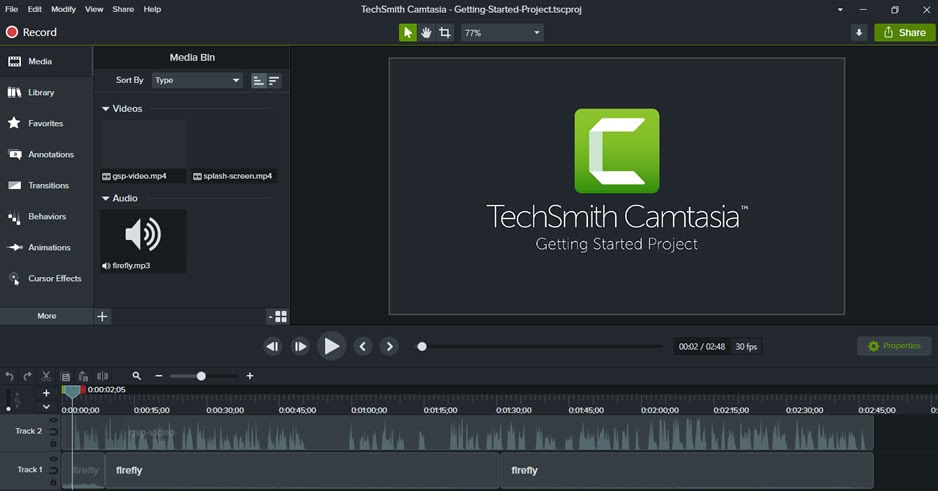 File Edit Modify View Share Help
TechSmith Camtasia - Getting-Started-Project.tscproj
Record
77%
Share
Media
Library
Favorites
Annotations
Transitions
Behaviors
Animations
Cursor Effects
More
Media Bin
Sort By Type
Videos
gsp-video.mp4 splash-screen.mp4
Audio
firefly.mp3
TechSmith Camtasia™
Getting Started Project
00:02 / 02:48 30 fps
Properties
0:00:02;05
0:00:00;00 0:00:15;00 0:00:30;00 0:00:45;00 0:01:00;00 0:01:15;00 0:01:30;00 0:01:45;00 0:02:00;00 0:02:15;00 0:02:30;00 0:02:45;00 0:
Track 2 gsp-video
Track 1 firefly firefly firefly